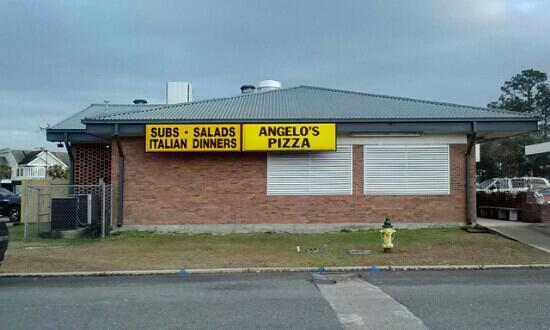 SUBS • SALADS
ITALIAN DINNERS
ANGELO'S
PIZZA